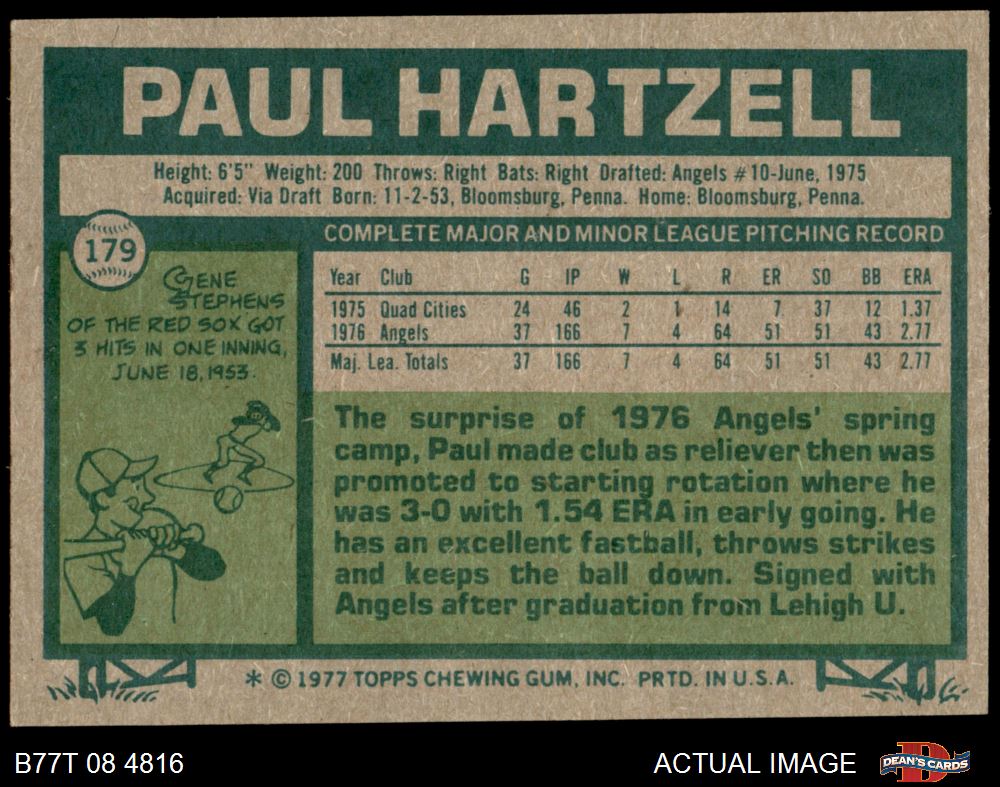 PAUL HARTZELL
Height: 6'5" Weight: 200 Throws: Right Bats: Right Drafted: Angels #10-June, 1975
Acquired: Via Draft Born: 11-2-53, Bloomsburg, Penna. Home: Bloomsburg, Penna.
179
GENE
STEPHENS
OF THE RED SOX GOT
3 HITS IN ONE INNING,
JUNE 18, 1953.
COMPLETE MAJOR AND MINOR LEAGUE PITCHING RECORD
Year Club G IP W L R ER SO BB ERA
1975 Quad Cities 24 46 2 1 14 7 37 12 1.37
1976 Angels 37 166 7 4 64 51 51 43 2.77
Maj. Lea. Totals 37 166 7 4 64 51 51 43 2.77
The surprise of 1976 Angels' spring
camp, Paul made club as reliever then was
promoted to starting rotation where he
was 3-0 with 1.54 ERA in early going. He
has an excellent fastball, throws strikes
and keeps the ball down. Signed with
Angels after graduation from Lehigh U.
* © 1977 TOPPS CHEWING GUM, INC. PRTD. IN U.S.A.
B77T 08 4816
ACTUAL IMAGE
D
DEAN'S CARDS